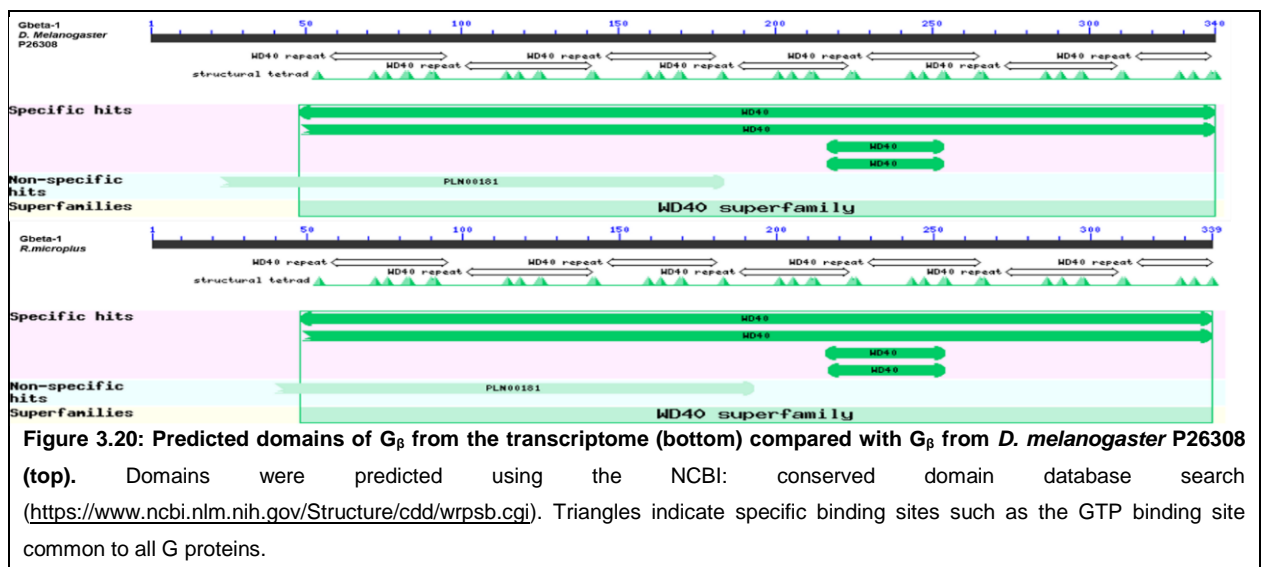 Gbeta-1
D. Melanogaster
P26308
1 50 100 150 200 250 300 340
WD40 repeat WD40 repeat WD40 repeat WD40 repeat
WD40 repeat WD40 repeat WD40 repeat
structural tetrad
Specific hits
WD40
WD40
WD40
WD40
Non-specific
hits
PLN00181
Superfamilies
WD40 superfamily
Gbeta-1
R.microplus
1 50 100 150 200 250 300 339
WD40 repeat WD40 repeat WD40 repeat WD40 repeat
WD40 repeat WD40 repeat WD40 repeat
structural tetrad
Specific hits
WD40
WD40
WD40
WD40
Non-specific
hits
PLN00181
Superfamilies
WD40 superfamily
Figure 3.20: Predicted domains of Gβ from the transcriptome (bottom) compared with Gβ from D. melanogaster P26308
(top). Domains were predicted using the NCBI: conserved domain database search
(https://www.ncbi.nlm.nih.gov/Structure/cdd/wrpsb.cgi). Triangles indicate specific binding sites such as the GTP binding site
common to all G proteins.